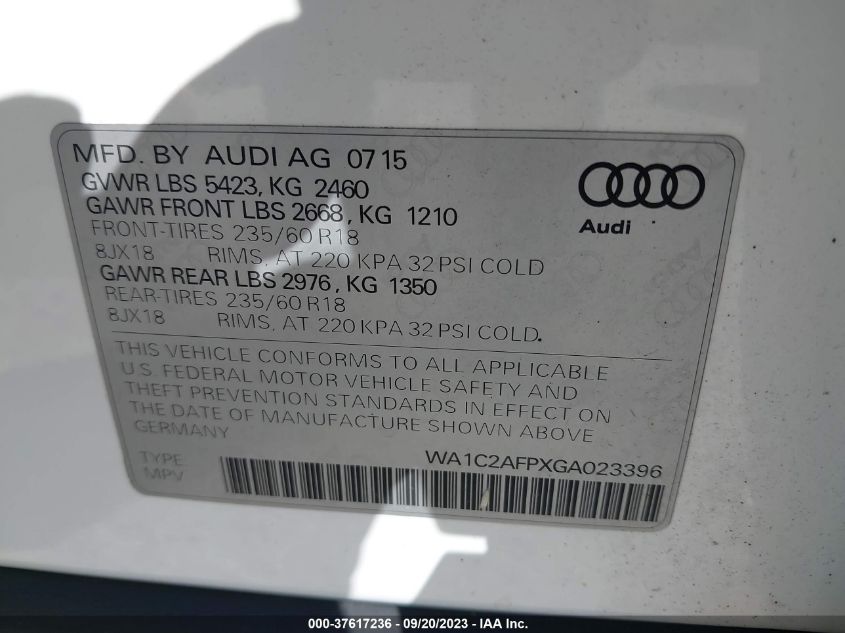 MFD. BY AUDI AG 0715
GVWR LBS 5423, KG 2460
GAWR FRONT LBS 2668, KG 1210
FRONT-TIRES 235/60 R18
8JX18 RIMS, AT 220 KPA 32 PSI COLD
GAWR REAR LBS 2976, KG 1350
REAR-TIRES 235/60 R18
8JX18 RIMS, AT 220 KPA 32 PSI COLD.
Audi
THIS VEHICLE CONFORMS TO ALL APPLICABLE
U.S. FEDERAL MOTOR VEHICLE SAFETY AND
THEFT PREVENTION STANDARDS IN EFFECT ON
THE DATE OF MANUFACTURE SHOWN ABOVE
GERMANY
TYPE WA1C2AFPXGA023396
MPV
000-37617236 - 09/20/2023 - IAA Inc.